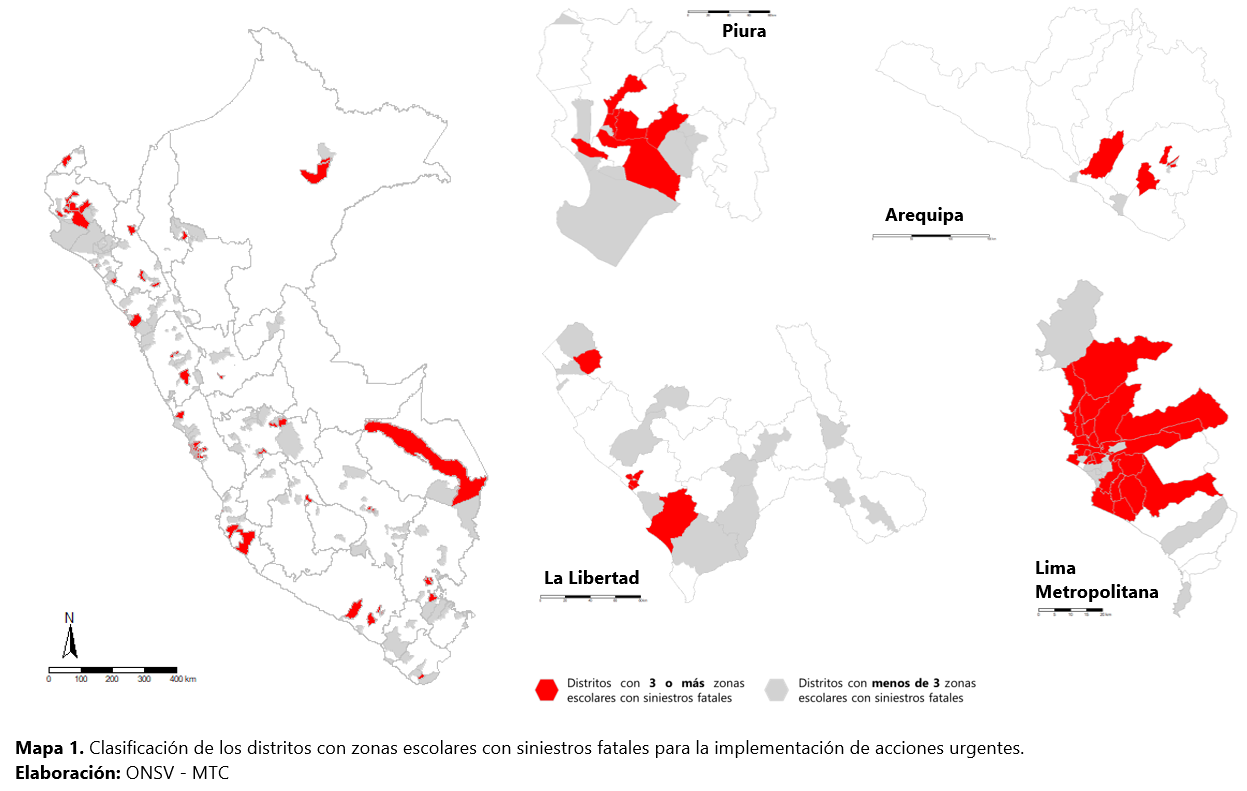 Piura
Arequipa
La Libertad
Lima
Metropolitana
N
0 100 200 300 400 km
Distritos con 3 o más zonas
escolares con siniestros fatales
Distritos con menos de 3 zonas
escolares con siniestros fatales
Mapa 1. Clasificación de los distritos con zonas escolares con siniestros fatales para la implementación de acciones urgentes.
Elaboración: ONSV - MTC